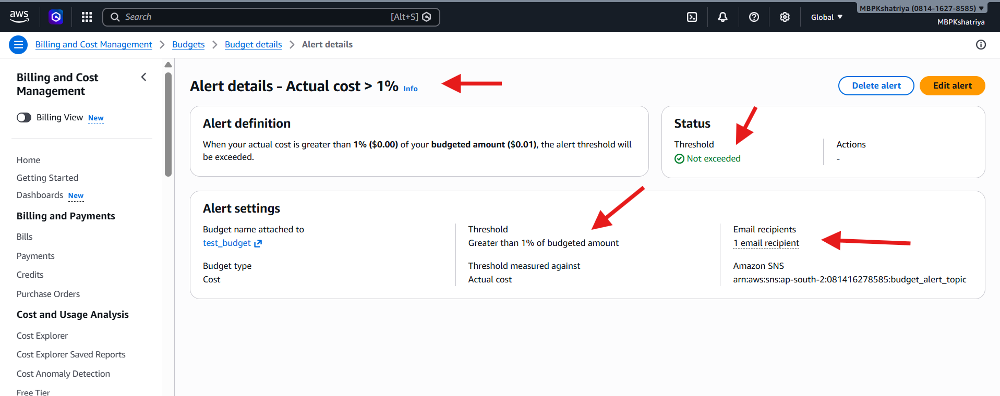 aws
Search
[Alt+S]
Global
MBPKshatriya (0814-1627-8585)
MBPKshatriya
Billing and Cost Management
Budgets
Budget details
Alert details
Billing and Cost
Management
Billing View New
Home
Getting Started
Dashboards New
Billing and Payments
Bills
Payments
Credits
Purchase Orders
Cost and Usage Analysis
Cost Explorer
Cost Explorer Saved Reports
Cost Anomaly Detection
Free Tier
Alert details - Actual cost > 1% Info
Delete alert
Edit alert
Alert definition
When your actual cost is greater than 1% ($0.00) of your budgeted amount ($0.01), the alert threshold will
be exceeded.
Status
Threshold
Not exceeded
Actions
-
Alert settings
Budget name attached to
test_budget
Budget type
Cost
Threshold
Greater than 1% of budgeted amount
Threshold measured against
Actual cost
Email recipients
1 email recipient
Amazon SNS
arn:aws:sns:ap-south-2:081416278585:budget_alert_topic